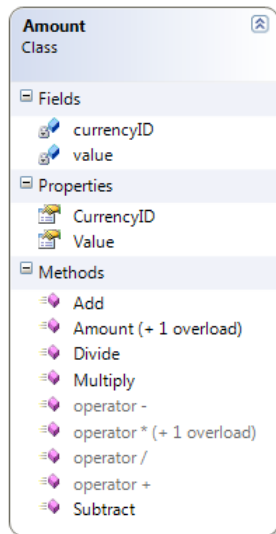 Amount
Class
Fields
currencyID
value
Properties
CurrencyID
Value
Methods
Add
Amount (+ 1 overload)
Divide
Multiply
operator -
operator * (+ 1 overload)
operator /
operator +
Subtract